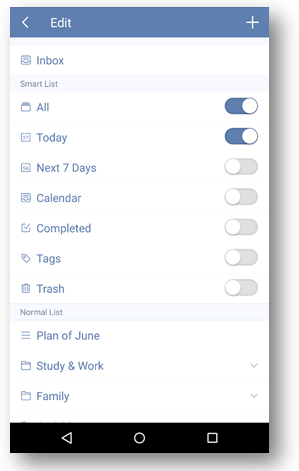 Edit
Inbox
Smart List
All
27 Today
Next 7 Days
Calendar
Completed
Tags
Trash
Normal List
Plan of June
Study & Work
Family